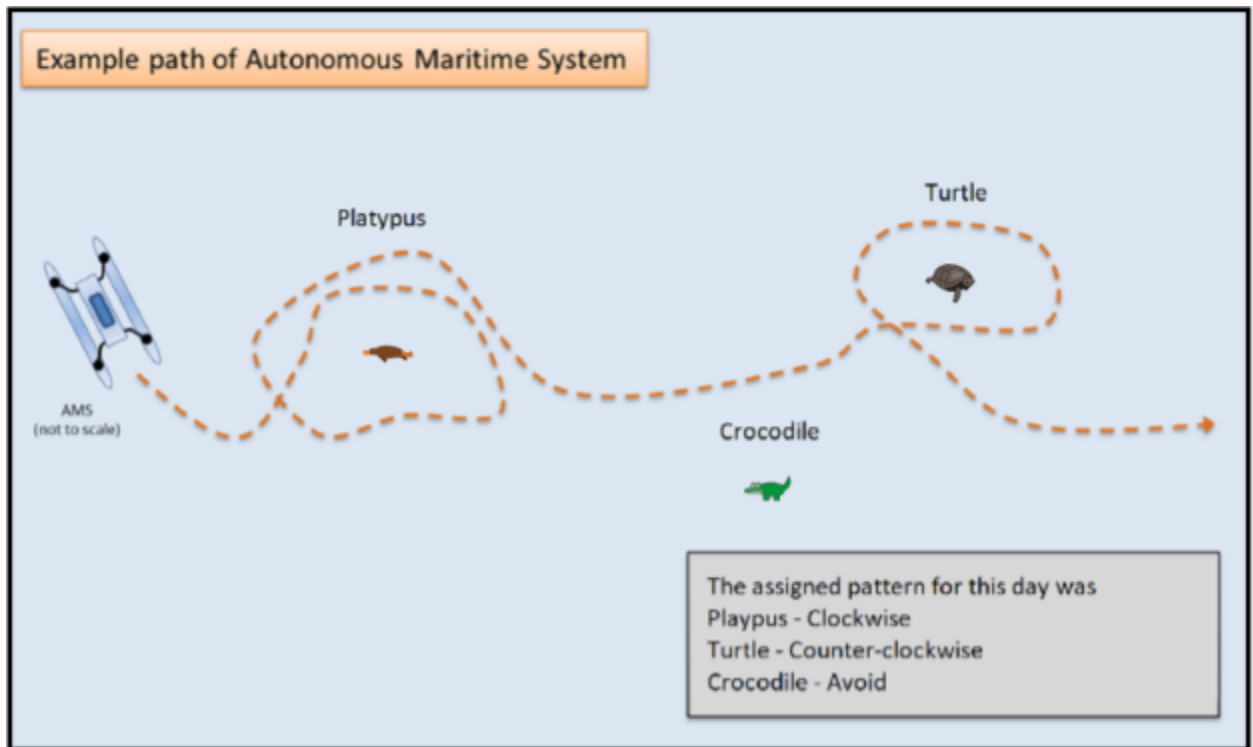 Example path of Autonomous Maritime System
Turtle
Platypus
AMS
(not to scale)
Crocodile
The assigned pattern for this day was
Playpus - Clockwise
Turtle - Counter-clockwise
Crocodile - Avoid